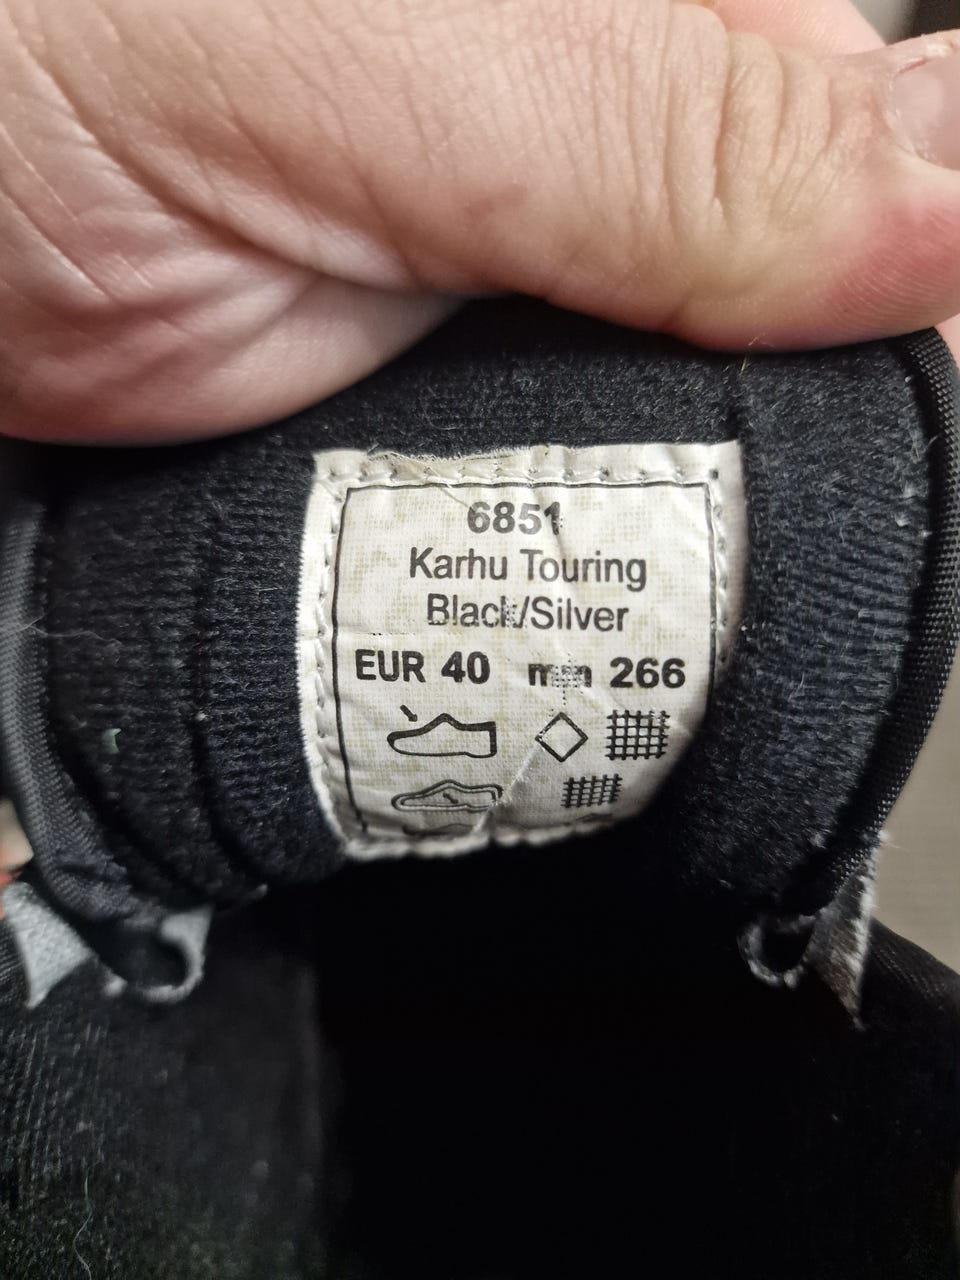 6851
Karhu Touring
Black/Silver
EUR 40 mm 266